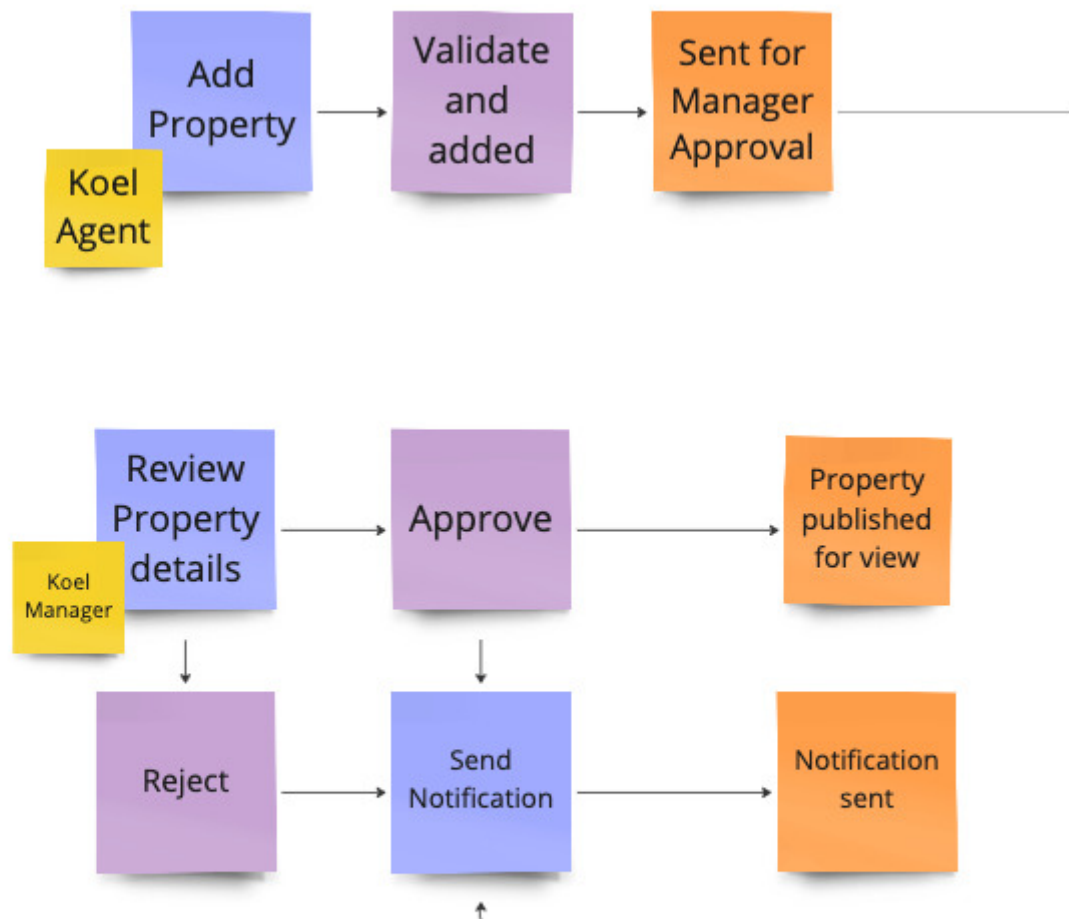 Add
Property
Validate
and
added
Sent for
Manager
Approval
Koel
Agent
Review
Property
details
Approve
Property
published
for view
Koel
Manager
Reject
Send
Notification
Notification
sent